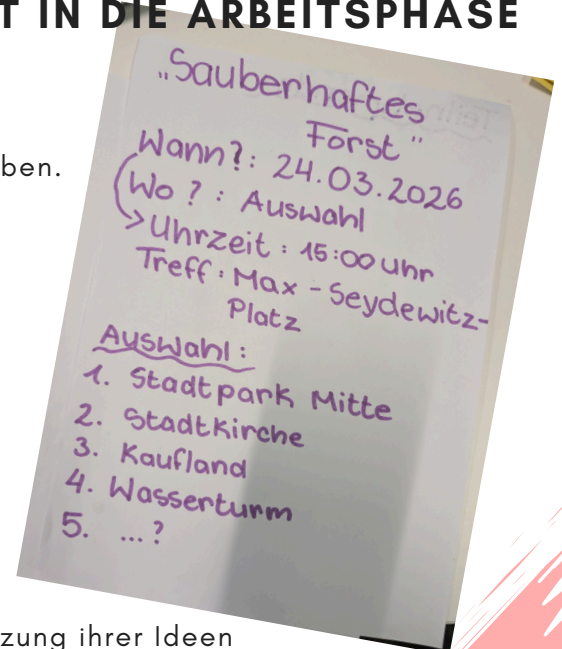 T IN DIE ARBEITSPHASE
ben.
„Sauberhaftes
Forst"
Wann?: 24.03.2026
Wo?: Auswahl
Uhrzeit: 15:00 Uhr
Treff: Max-Seydewitz-
Platz
Auswahl:
1. Stadtpark Mitte
2. Stadtkirche
3. Kaufland
4. Wasserturm
5. ...?
zung ihrer Ideen